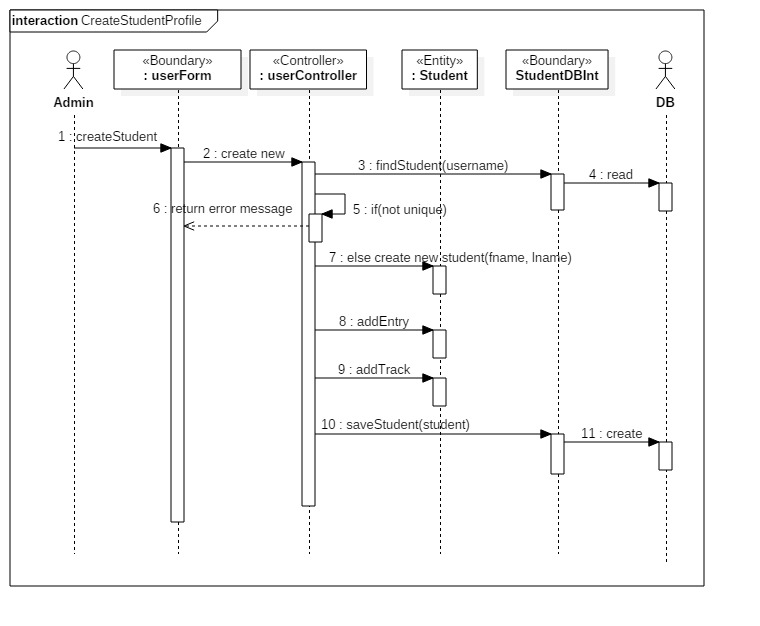 interaction CreateStudentProfile
«Boundary»
: userForm
«Controller»
: userController
«Entity»
: Student
«Boundary»
StudentDBInt
Admin
DB
1 : createStudent
2 : create new
3 : findStudent(username)
4 : read
5 : if(not unique)
6 : return error message
7 : else create new student(fname, lname)
8 : addEntry
9 : addTrack
10 : saveStudent(student)
11 : create